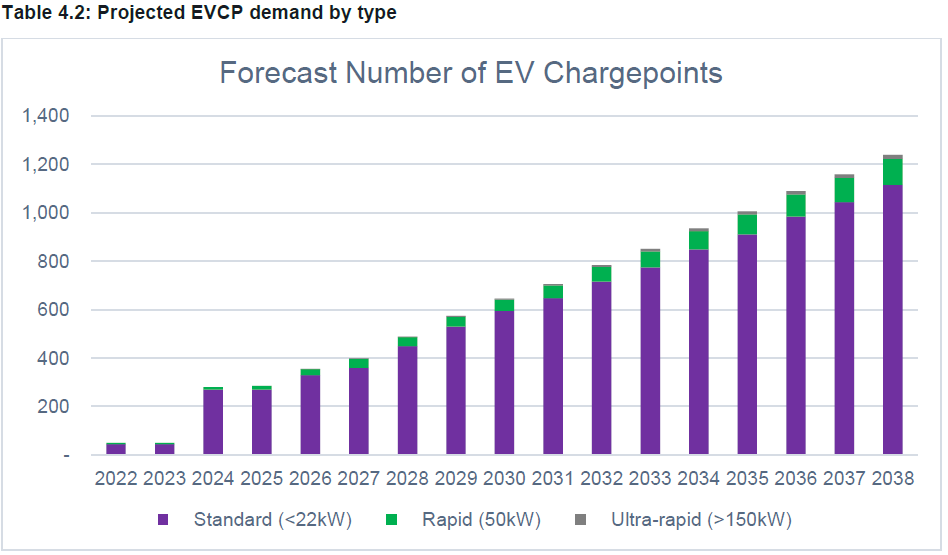 Table 4.2: Projected EVCP demand by type
Forecast Number of EV Chargepoints
1,400
1,200
1,000
800
600
400
200
-
2022 2023 2024 2025 2026 2027 2028 2029 2030 2031 2032 2033 2034 2035 2036 2037 2038
Standard (<22kW) Rapid (50kW) Ultra-rapid (>150kW)